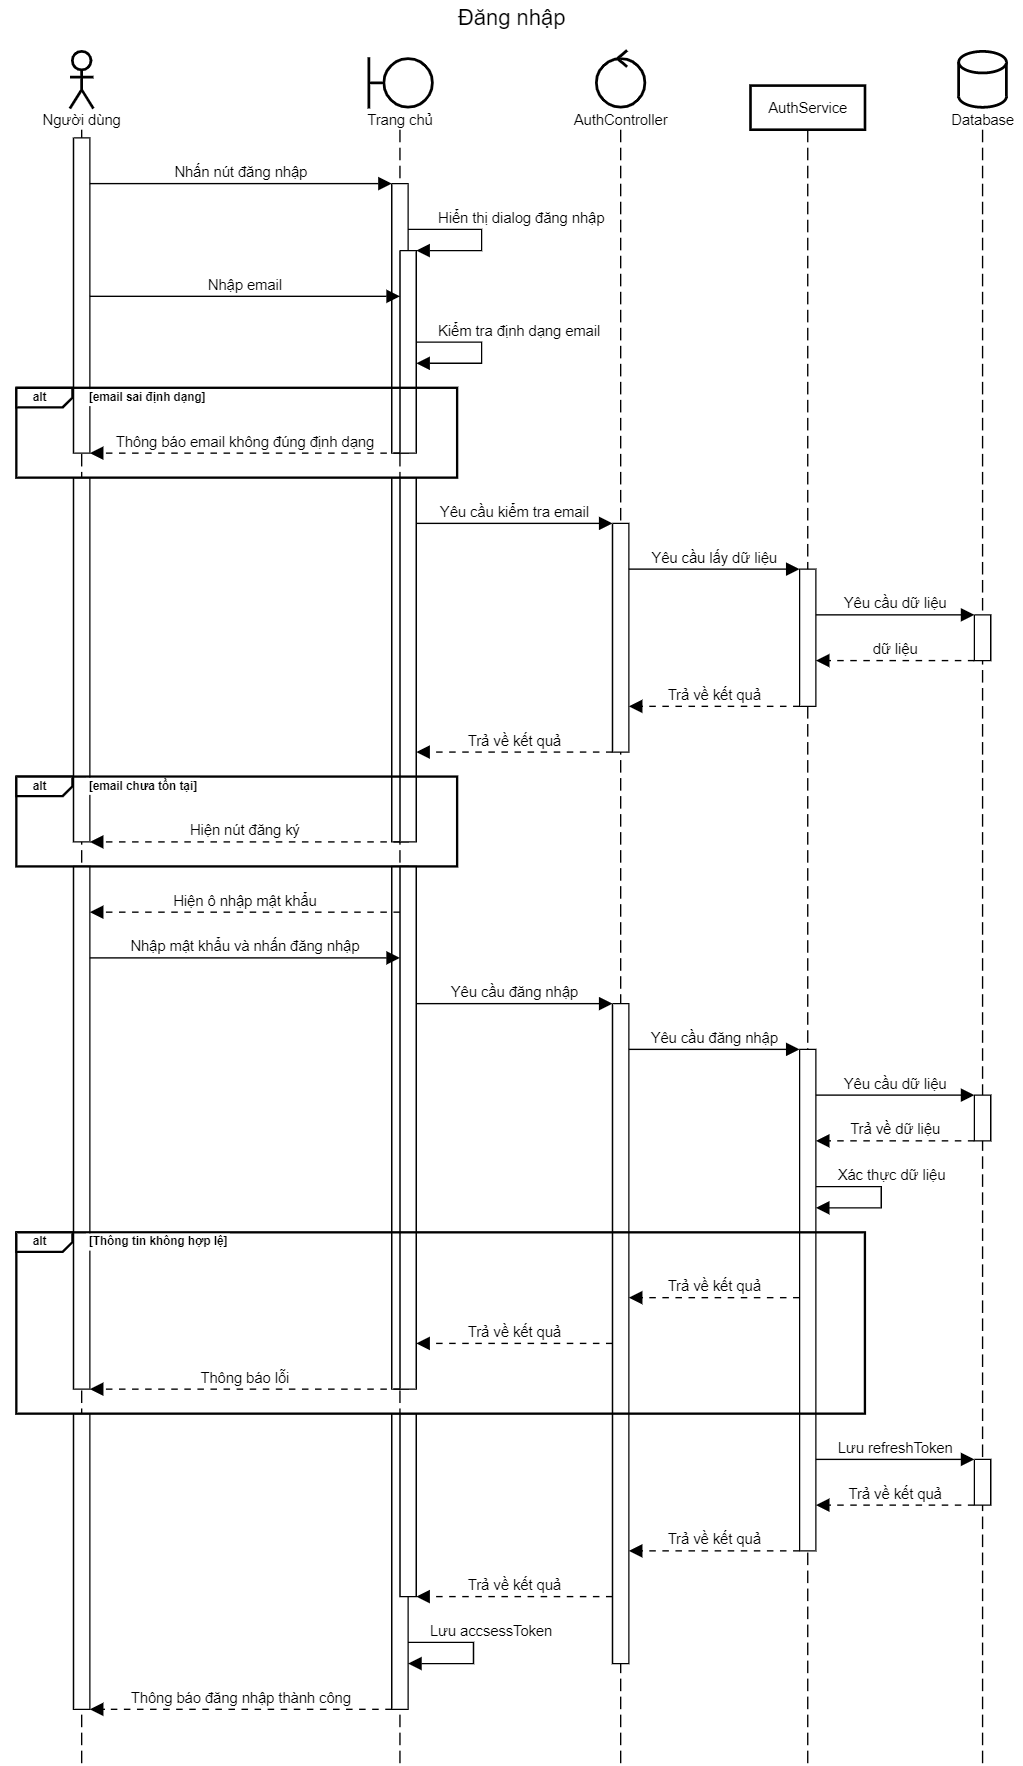 Đăng nhập
Người dùng
Trang chủ
AuthController
AuthService
Database
Nhấn nút đăng nhập
Hiển thị dialog đăng nhập
Nhập email
Kiểm tra định dạng email
alt
[email sai định dạng]
Thông báo email không đúng định dạng
Yêu cầu kiểm tra email
Yêu cầu lấy dữ liệu
Yêu cầu dữ liệu
dữ liệu
Trả về kết quả
Trả về kết quả
alt
[email chưa tồn tại]
Hiện nút đăng ký
Hiện ô nhập mật khẩu
Nhập mật khẩu và nhấn đăng nhập
Yêu cầu đăng nhập
Yêu cầu đăng nhập
Yêu cầu dữ liệu
Trả về dữ liệu
Xác thực dữ liệu
alt
[Thông tin không hợp lệ]
Trả về kết quả
Trả về kết quả
Thông báo lỗi
Lưu refreshToken
Trả về kết quả
Trả về kết quả
Trả về kết quả
Lưu accsessToken
Thông báo đăng nhập thành công